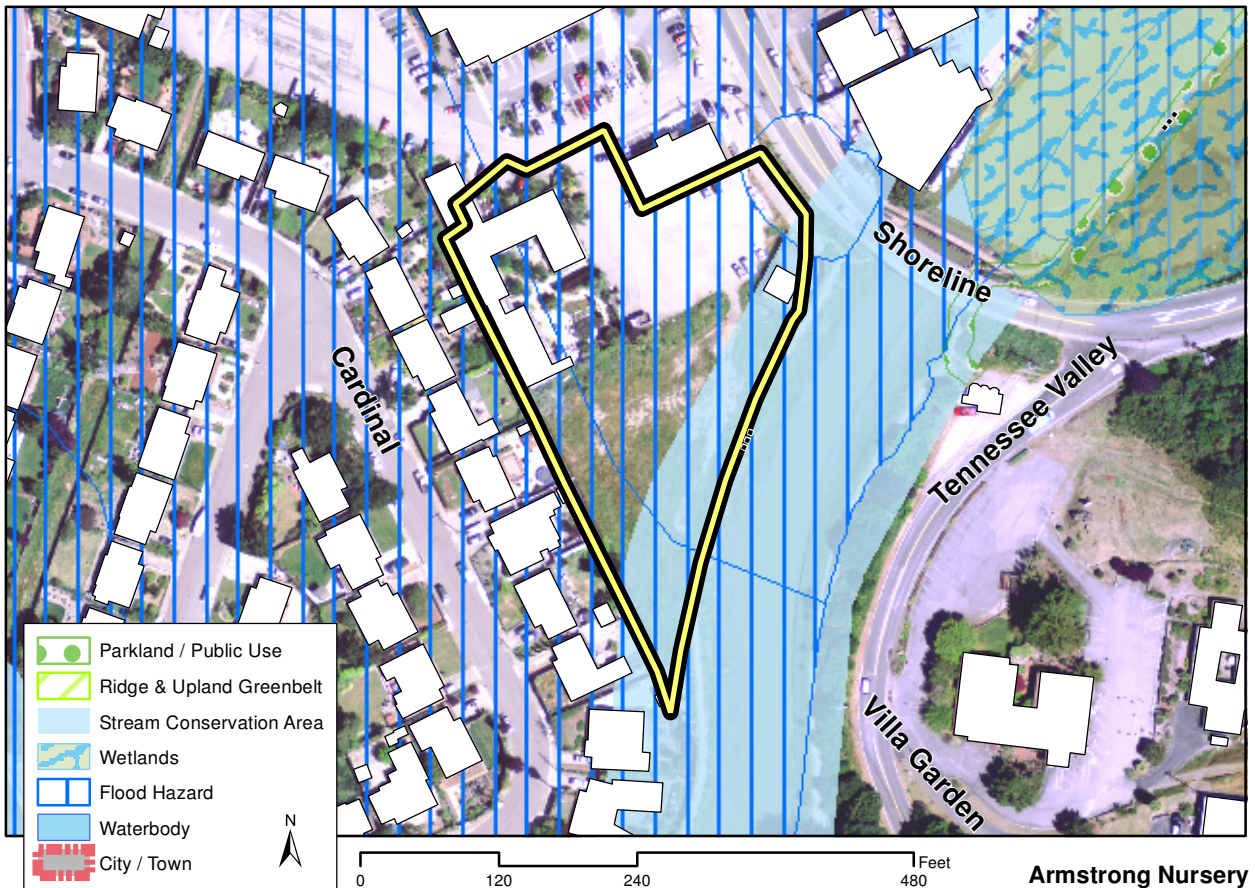 Shoreline
Cardinal
Tennessee Valley
Villa Garden
Parkland / Public Use
Ridge & Upland Greenbelt
Stream Conservation Area
Wetlands
Flood Hazard
Waterbody
City / Town
N
Feet
0 120 240 480
Armstrong Nursery